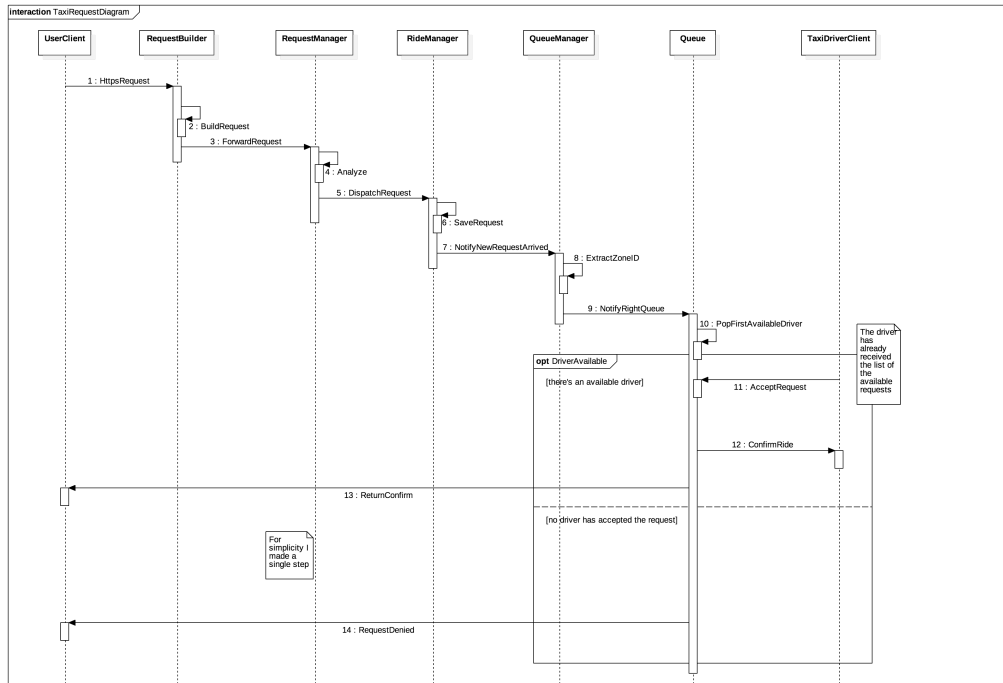 interaction TaxiRequestDiagram
UserClient
RequestBuilder
RequestManager
RideManager
QueueManager
Queue
TaxiDriverClient
1 : HttpsRequest
2 : BuildRequest
3 : ForwardRequest
4 : Analyze
5 : DispatchRequest
6 : SaveRequest
7 : NotifyNewRequestArrived
8 : ExtractZoneID
9 : NotifyRightQueue
10 : PopFirstAvailableDriver
The driver
has
already
received
the list of
the
available
requests
opt DriverAvailable
[there's an available driver]
11 : AcceptRequest
12 : ConfirmRide
13 : ReturnConfirm
[no driver has accepted the request]
For
simplicity I
made a
single step
14 : RequestDenied